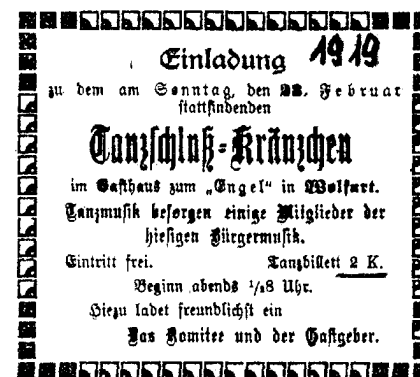 Einladung 1919
zu dem am Sonntag, den 23. Februar
stattfindenden
Tanzschluß-Kränzchen
im Gasthaus zum „Engel“ in Wolfurt.
Tanzmusik besorgen einige Mitglieder der
hiesigen Bürgermusik.
Eintritt frei. Tanzbillett 2 K.
Beginn abends ½8 Uhr.
Hiezu ladet freundlichst ein
Das Komitee und der Gastgeber.